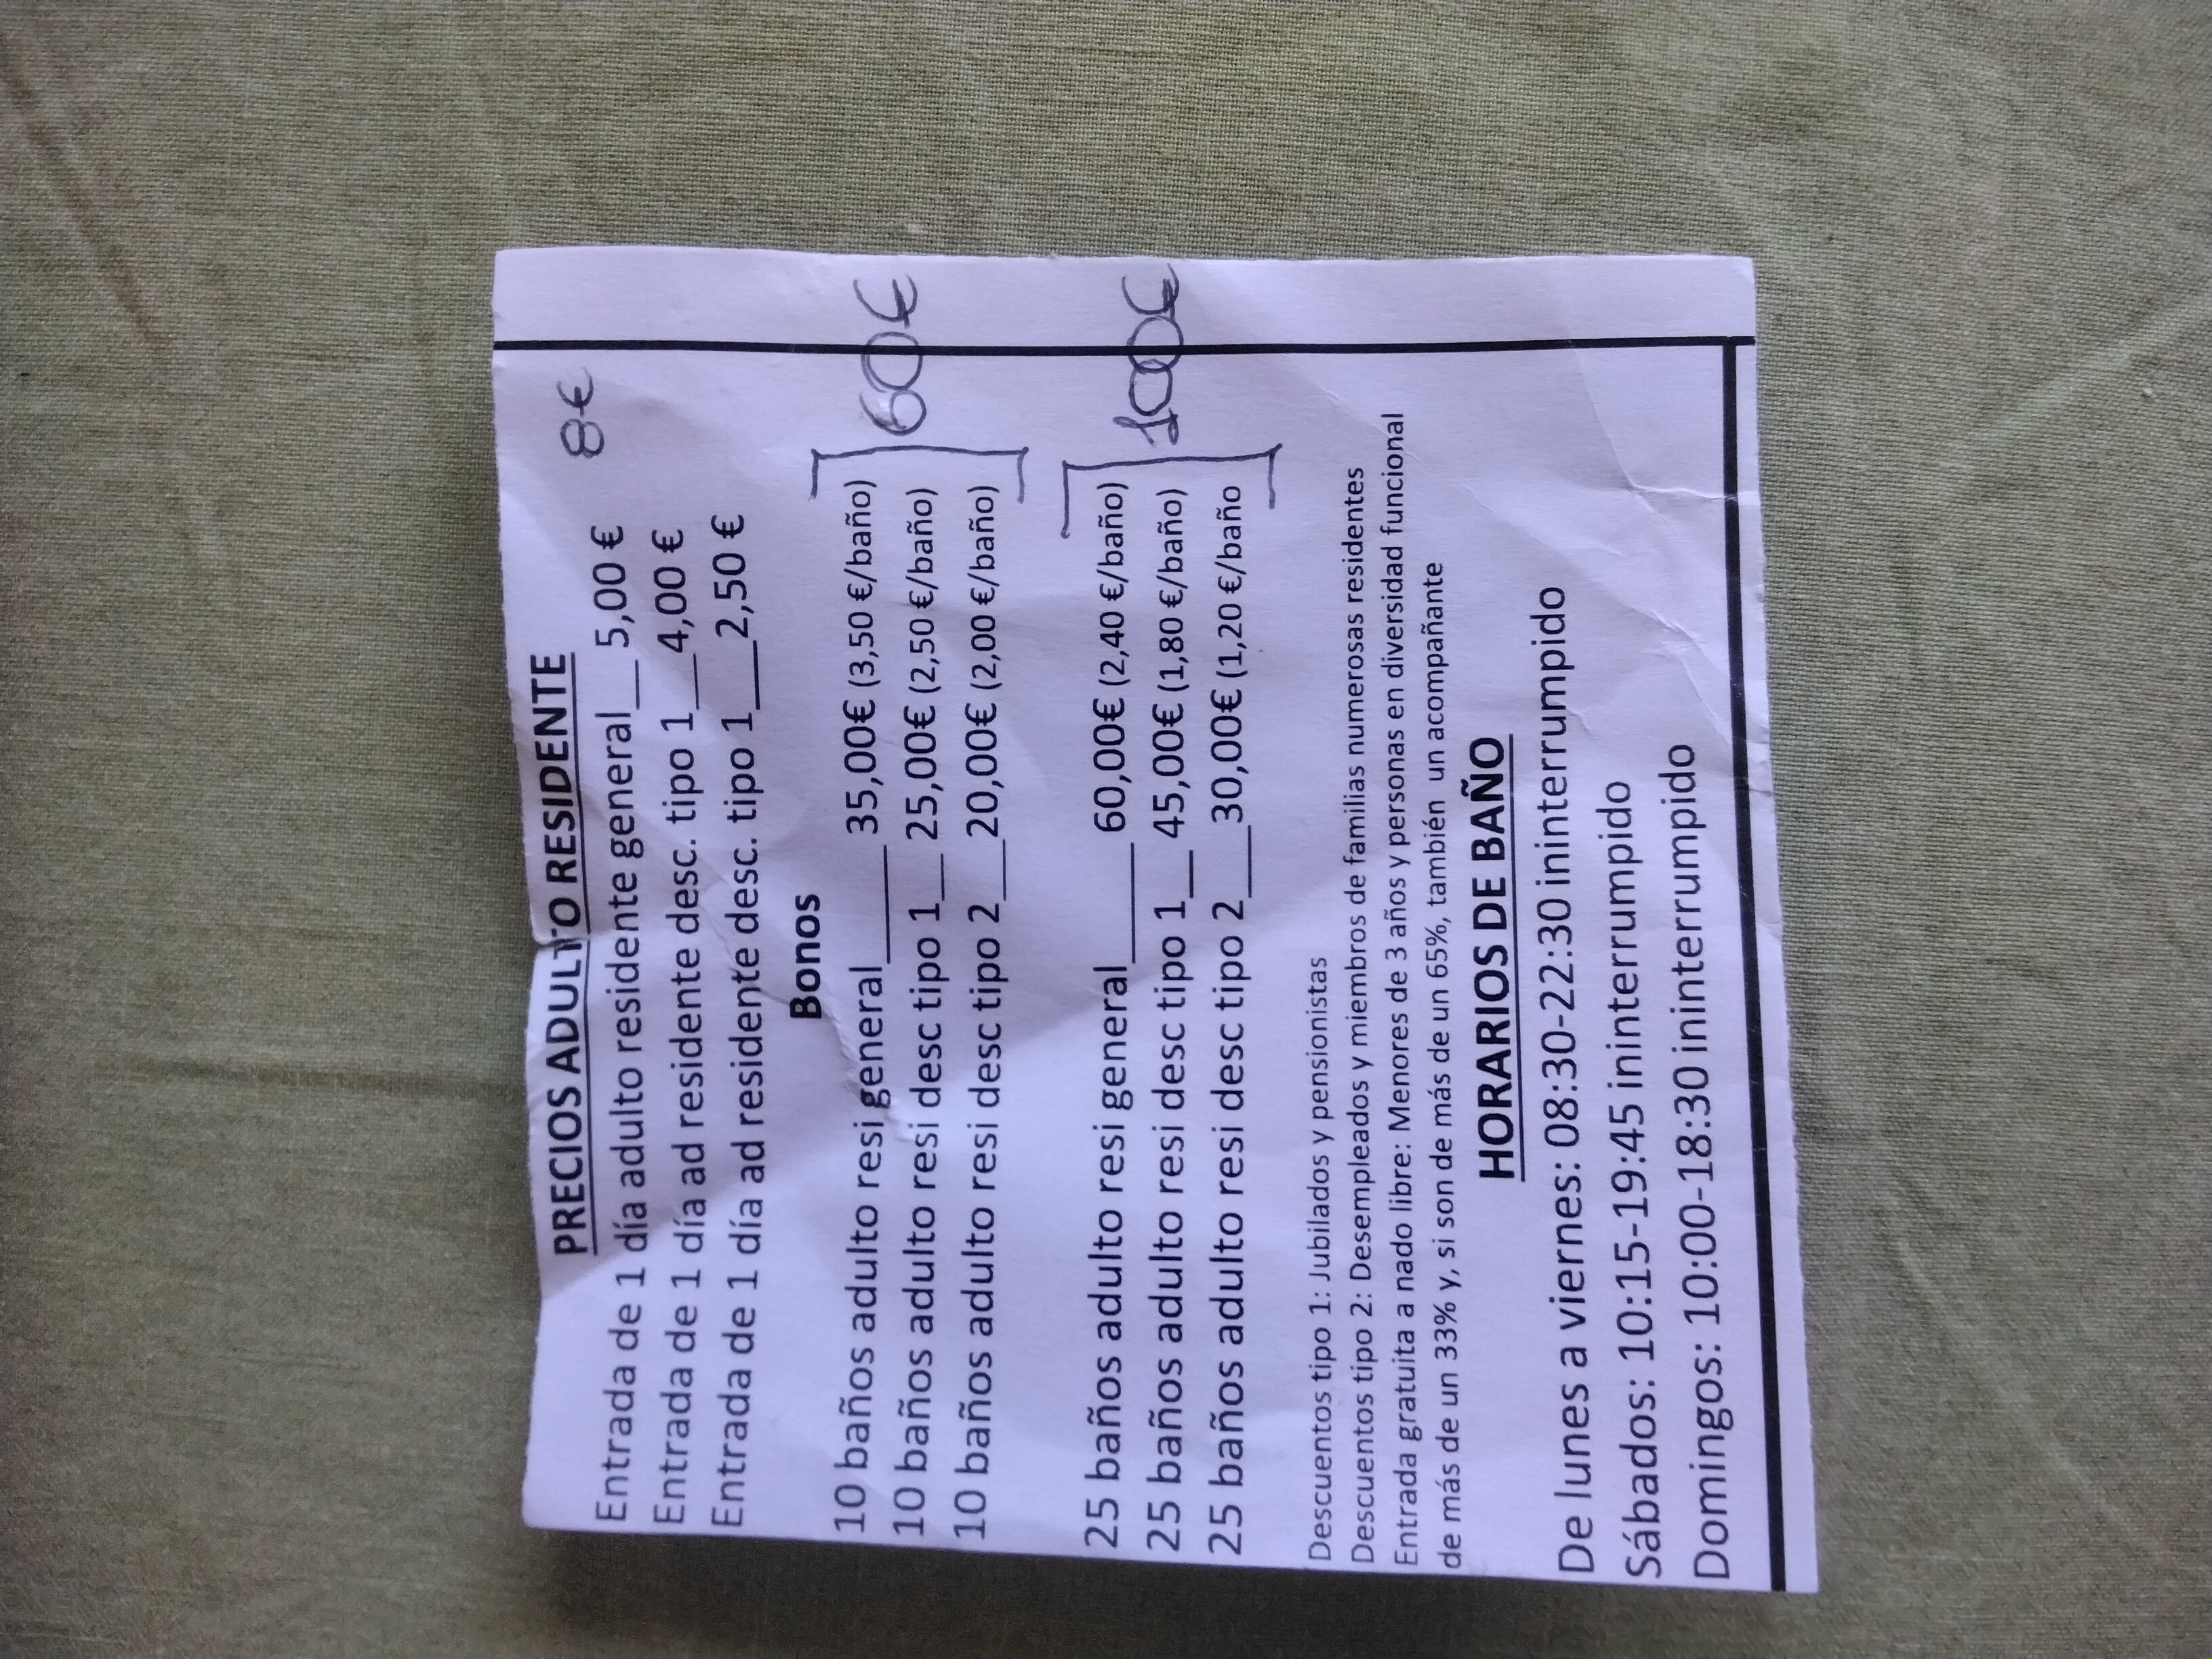 PRECIOS ADULTO RESIDENTE
8€
Entrada de 1 día adulto residente general__ 5,00 €
Entrada de 1 día ad residente desc. tipo 1__4,00 €
Entrada de 1 día ad residente desc. tipo 1___2,50 €
Bonos
10 baños adulto resi general_____ 35,00€ (3,50 €/baño)
10 baños adulto resi desc tipo 1__ 25,00€ (2,50 €/baño)
60€
10 baños adulto resi desc tipo 2___20,00€ (2,00 €/baño)
25 baños adulto resi general_____ 60,00€ (2,40 €/baño)
25 baños adulto resi desc tipo 1__ 45,00€ (1,80 €/baño)
100€
25 baños adulto resi desc tipo 2___30,00€ (1,20 €/baño
Descuentos tipo 1: Jubilados y pensionistas
Descuentos tipo 2: Desempleados y miembros de familias numerosas residentes
Entrada gratuita a nado libre: Menores de 3 años y personas en diversidad funcional
de más de un 33% y, si son de más de un 65%, también un acompañante
HORARIOS DE BAÑO
De lunes a viernes: 08:30-22:30 ininterrumpido
Sábados: 10:15-19:45 ininterrumpido
Domingos: 10:00-18:30 ininterrumpido